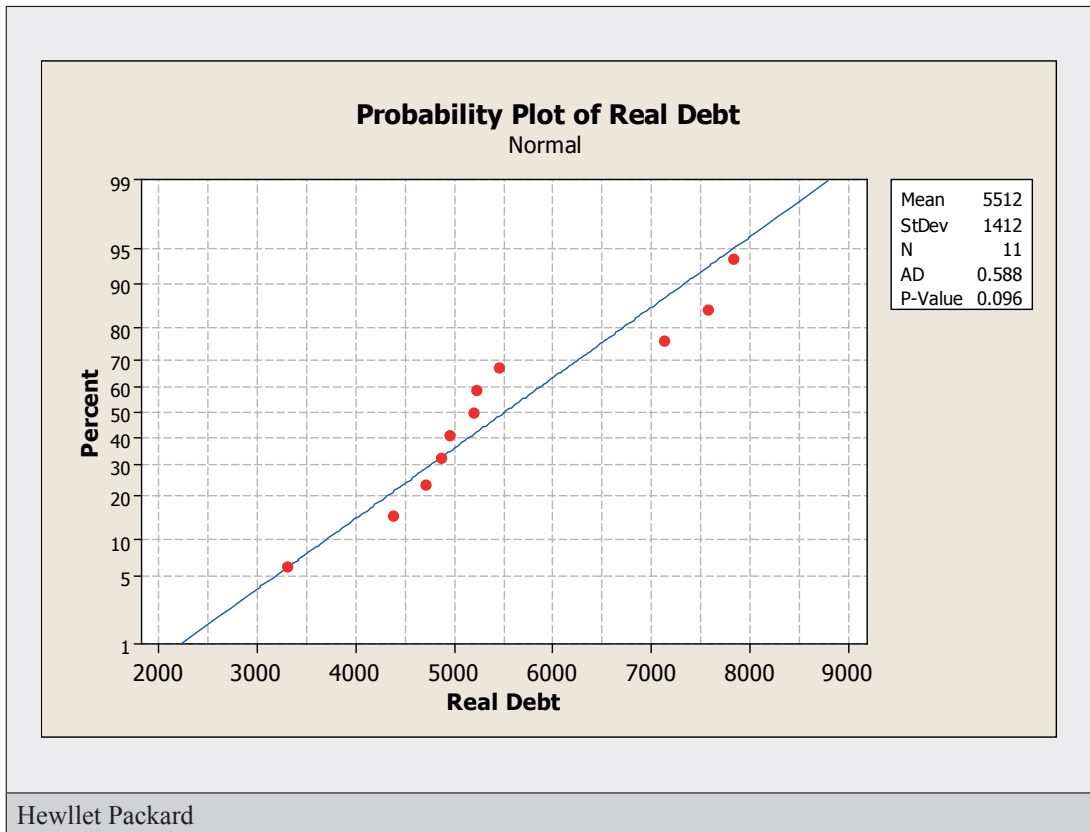 Probability Plot of Real Debt
Normal
99
95
90
80
70
60
50
40
30
20
10
5
1
Percent
2000 3000 4000 5000 6000 7000 8000 9000
Real Debt
Mean 5512
StDev 1412
N 11
AD 0.588
P-Value 0.096
Hewllet Packard